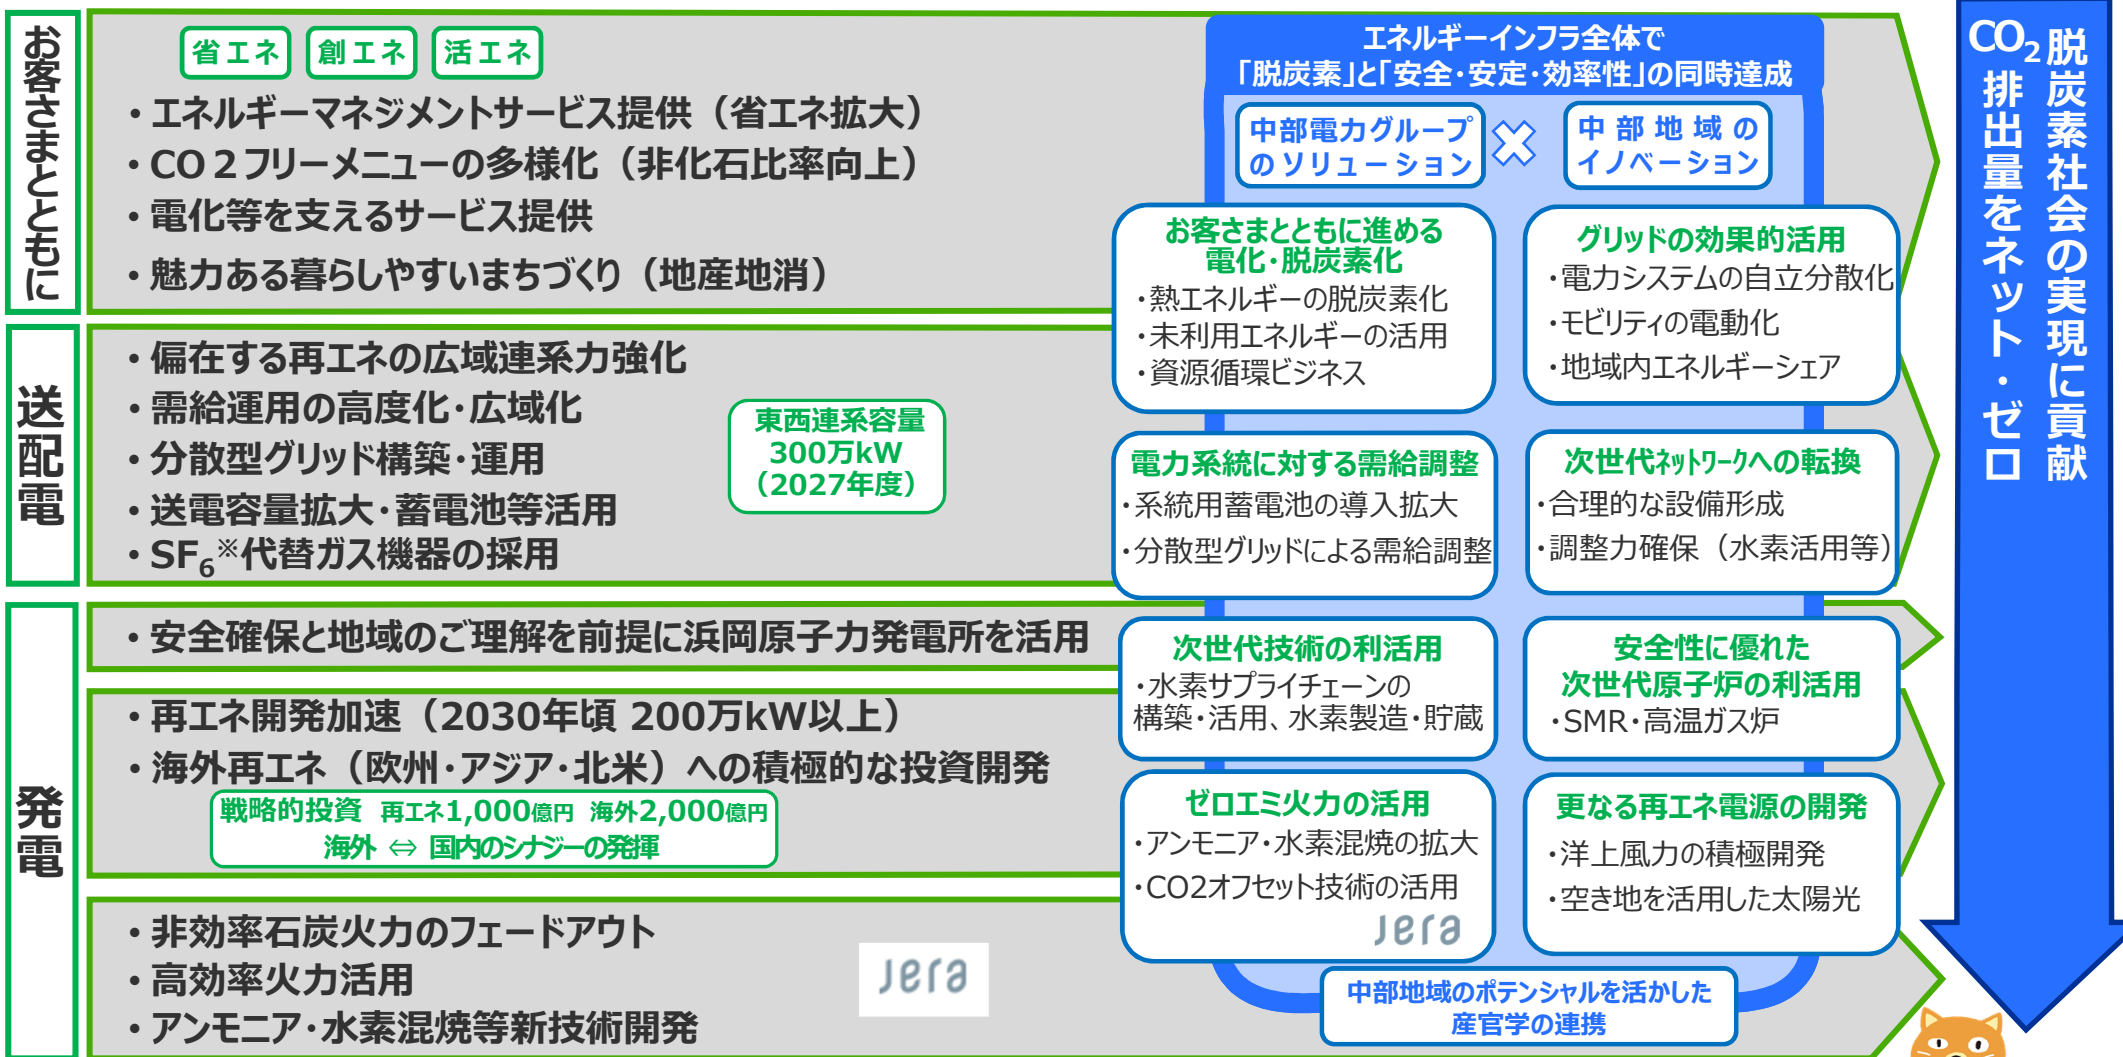 お客さまとともに
省エネ 創エネ 活エネ
・エネルギーマネジメントサービス提供（省エネ拡大）
・CO２フリーメニューの多様化（非化石比率向上）
・電化等を支えるサービス提供
・魅力ある暮らしやすいまちづくり（地産地消）
送配電
・偏在する再エネの広域連系力強化
・需給運用の高度化・広域化
・分散型グリッド構築・運用
・送電容量拡大・蓄電池等活用
・SF₆※代替ガス機器の採用
東西連系容量
300万kW
（2027年度）
発電
・安全確保と地域のご理解を前提に浜岡原子力発電所を活用
・再エネ開発加速（2030年頃 200万kW以上）
・海外再エネ（欧州・アジア・北米）への積極的な投資開発
戦略的投資 再エネ1,000億円 海外2,000億円
海外 ⇔ 国内のシナジーの発揮
・非効率石炭火力のフェードアウト
・高効率火力活用
・アンモニア・水素混焼等新技術開発
Jera
エネルギーインフラ全体で
「脱炭素」と「安全・安定・効率性」の同時達成
中部電力グループ
のソリューション
中部地域の
イノベーション
お客さまとともに進める
電化・脱炭素化
・熱エネルギーの脱炭素化
・未利用エネルギーの活用
・資源循環ビジネス
グリッドの効果的活用
・電力システムの自立分散化
・モビリティの電動化
・地域内エネルギーシェア
電力系統に対する需給調整
・系統用蓄電池の導入拡大
・分散型グリッドによる需給調整
次世代ネットワークへの転換
・合理的な設備形成
・調整力確保（水素活用等）
次世代技術の利活用
・水素サプライチェーンの
構築・活用、水素製造・貯蔵
安全性に優れた
次世代原子炉の利活用
・SMR・高温ガス炉
ゼロエミ火力の活用
・アンモニア・水素混焼の拡大
・CO2オフセット技術の活用
Jera
更なる再エネ電源の開発
・洋上風力の積極開発
・空き地を活用した太陽光
中部地域のポテンシャルを活かした
産官学の連携
脱炭素社会の実現に貢献
CO₂排出量をネット・ゼロ